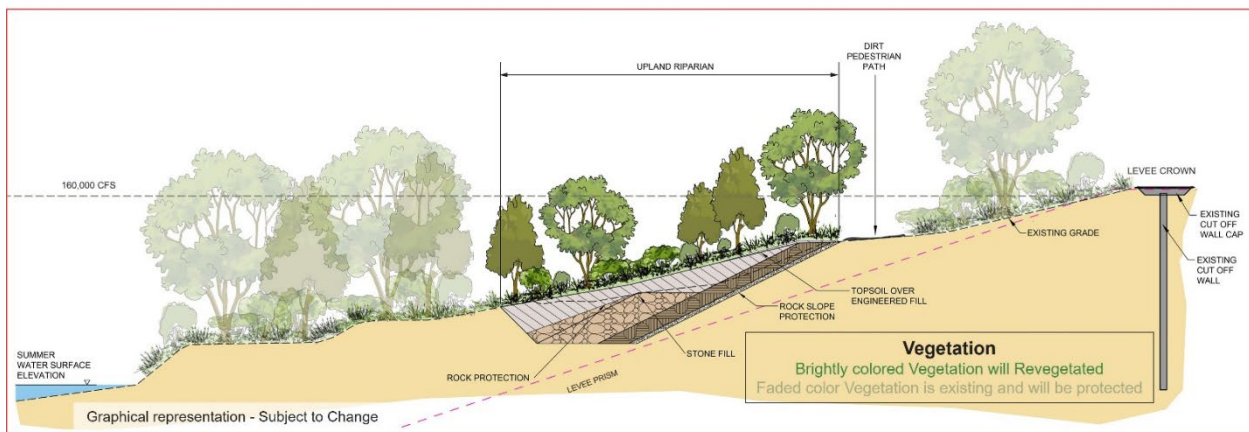 UPLAND RIPARIAN
DIRT
PEDESTRIAN
PATH
160,000 CFS
LEVEE CROWN
EXISTING
CUT OFF
WALL CAP
EXISTING GRADE
EXISTING
CUT OFF
WALL
TOPSOIL OVER
ENGINEERED FILL
ROCK SLOPE
PROTECTION
STONE FILL
ROCK PROTECTION
LEVEE PRISM
SUMMER
WATER SURFACE
ELEVATION
Vegetation
Brightly colored Vegetation will Revegetated
Faded color Vegetation is existing and will be protected
Graphical representation - Subject to Change